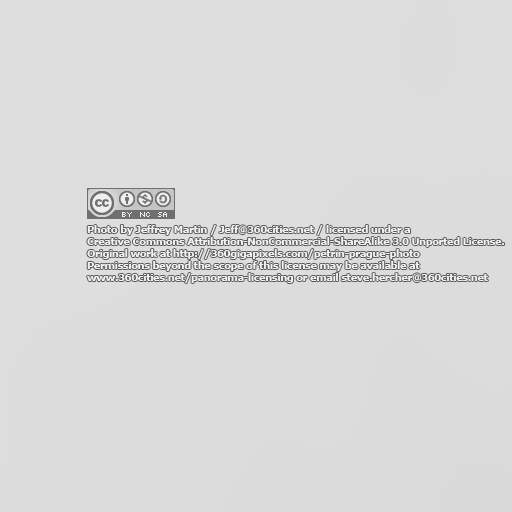 cc
BY NC SA
Photo by Jeffrey Martin / Jeff@360cities.net / licensed under a
Creative Commons Attribution-NonCommercial-ShareAlike 3.0 Unported License.
Original work at http://360gigapixels.com/petrin-prague-photo
Permissions beyond the scope of this license may be available at
www.360cities.net/panorama-licensing or email steve.hercher@360cities.net